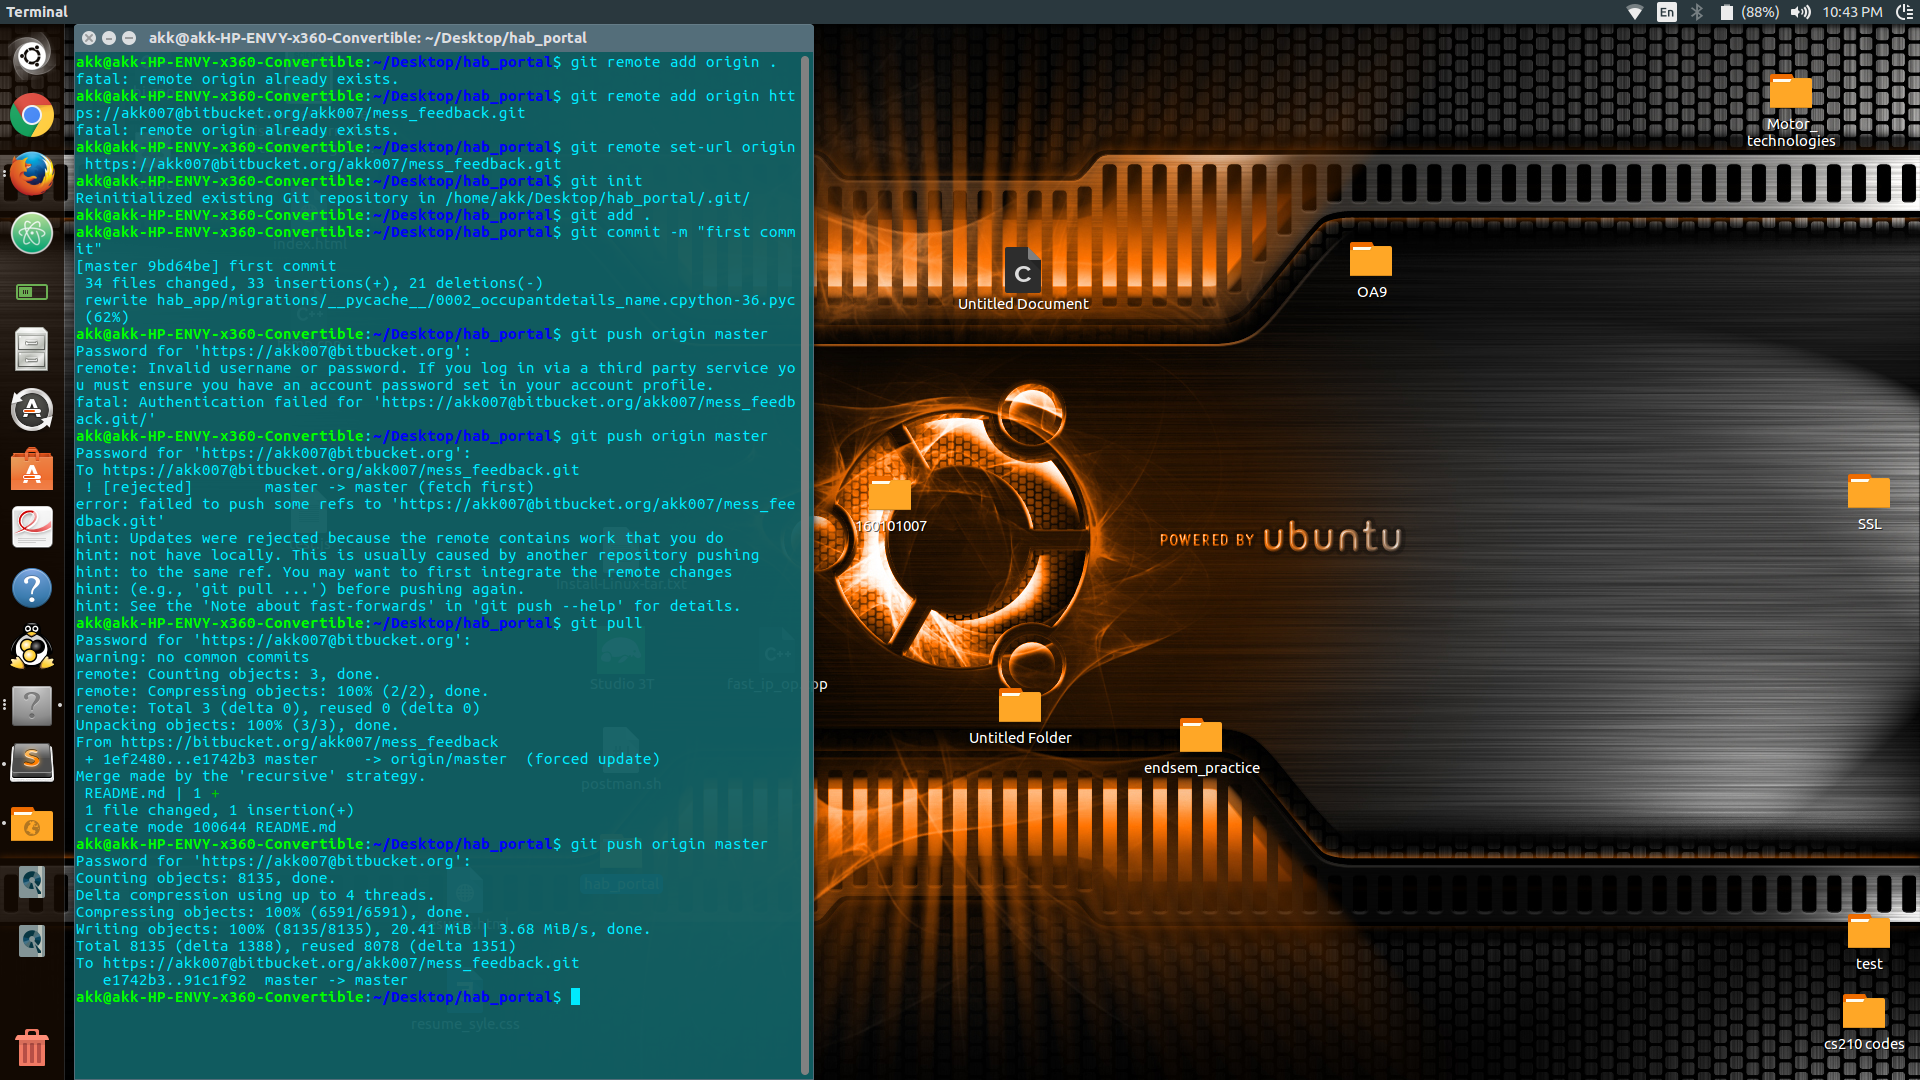 Terminal
En
(88%)
10:43 PM
akk@akk-HP-ENVY-x360-Convertible: ~/Desktop/hab_portal
akk@akk-HP-ENVY-x360-Convertible:~/Desktop/hab_portal$ git remote add origin .
fatal: remote origin already exists.
akk@akk-HP-ENVY-x360-Convertible:~/Desktop/hab_portal$ git remote add origin htt
ps://akk007@bitbucket.org/akk007/mess_feedback.git
fatal: remote origin already exists.
akk@akk-HP-ENVY-x360-Convertible:~/Desktop/hab_portal$ git remote set-url origin
https://akk007@bitbucket.org/akk007/mess_feedback.git
akk@akk-HP-ENVY-x360-Convertible:~/Desktop/hab_portal$ git init
Reinitialized existing Git repository in /home/akk/Desktop/hab_portal/.git/
akk@akk-HP-ENVY-x360-Convertible:~/Desktop/hab_portal$ git add .
akk@akk-HP-ENVY-x360-Convertible:~/Desktop/hab_portal$ git commit -m "first comm
it"
[master 9bd64be] first commit
34 files changed, 33 insertions(+), 21 deletions(-)
rewrite hab_app/migrations/__pycache__/0002_occupantdetails_name.cpython-36.pyc
(62%)
akk@akk-HP-ENVY-x360-Convertible:~/Desktop/hab_portal$ git push origin master
Password for 'https://akk007@bitbucket.org':
remote: Invalid username or password. If you log in via a third party service yo
u must ensure you have an account password set in your account profile.
fatal: Authentication failed for 'https://akk007@bitbucket.org/akk007/mess_feedb
ack.git/'
akk@akk-HP-ENVY-x360-Convertible:~/Desktop/hab_portal$ git push origin master
Password for 'https://akk007@bitbucket.org':
To https://akk007@bitbucket.org/akk007/mess_feedback.git
! [rejected]        master -> master (fetch first)
error: failed to push some refs to 'https://akk007@bitbucket.org/akk007/mess_fee
dback.git'
hint: Updates were rejected because the remote contains work that you do
hint: not have locally. This is usually caused by another repository pushing
hint: to the same ref. You may want to first integrate the remote changes
hint: (e.g., 'git pull ...') before pushing again.
hint: See the 'Note about fast-forwards' in 'git push --help' for details.
akk@akk-HP-ENVY-x360-Convertible:~/Desktop/hab_portal$ git pull
Password for 'https://akk007@bitbucket.org':
warning: no common commits
remote: Counting objects: 3, done.
remote: Compressing objects: 100% (2/2), done.
remote: Total 3 (delta 0), reused 0 (delta 0)
Unpacking objects: 100% (3/3), done.
From https://bitbucket.org/akk007/mess_feedback
+ 1ef2480...e1742b3 master     -> origin/master  (forced update)
Merge made by the 'recursive' strategy.
README.md | 1 +
1 file changed, 1 insertion(+)
create mode 100644 README.md
akk@akk-HP-ENVY-x360-Convertible:~/Desktop/hab_portal$ git push origin master
Password for 'https://akk007@bitbucket.org':
Counting objects: 8135, done.
Delta compression using up to 4 threads.
Compressing objects: 100% (6591/6591), done.
Writing objects: 100% (8135/8135), 20.41 MiB | 3.68 MiB/s, done.
Total 8135 (delta 1388), reused 8078 (delta 1351)
To https://akk007@bitbucket.org/akk007/mess_feedback.git
e1742b3..91c1f92  master -> master
akk@akk-HP-ENVY-x360-Convertible:~/Desktop/hab_portal$
index.html
install-Linux-tar.txt
Studio 3T
postman.sh
hab_portal
resume_syle.css
Motor_
technologies
C
Untitled Document
OA9
160101007
POWERED BY ubuntu
SSL
Untitled Folder
endsem_practice
test
cs210 codes